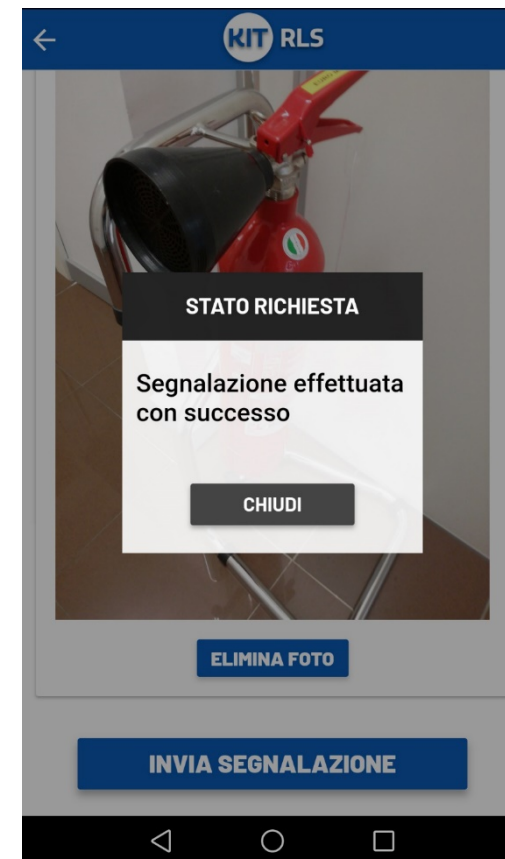 KIT RLS
STATO RICHIESTA
Segnalazione effettuata
con successo
CHIUDI
ELIMINA FOTO
INVIA SEGNALAZIONE